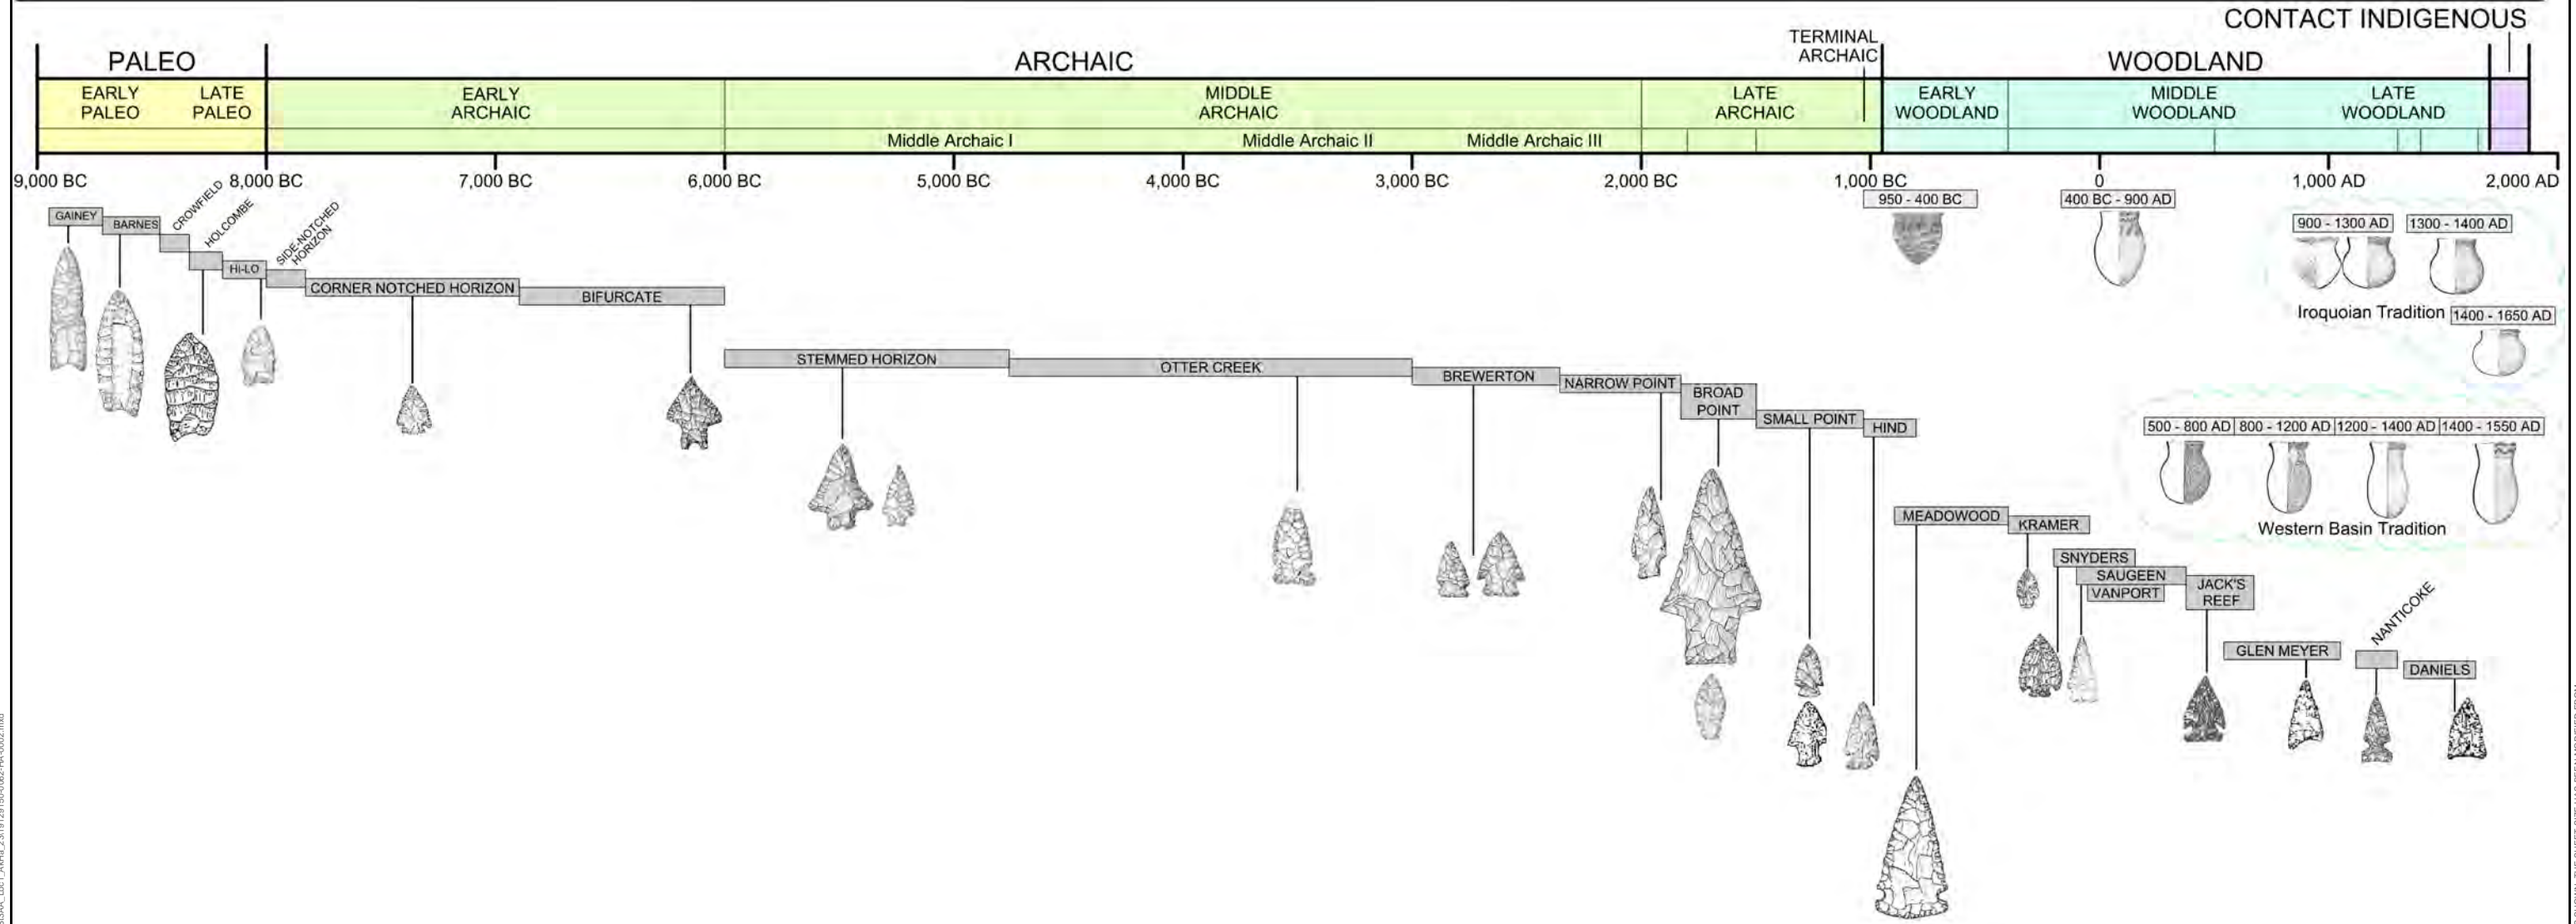 CONTACT INDIGENOUS
PALEO
ARCHAIC
TERMINAL
ARCHAIC
WOODLAND
EARLY
PALEO
LATE
PALEO
EARLY
ARCHAIC
MIDDLE
ARCHAIC
LATE
ARCHAIC
EARLY
WOODLAND
MIDDLE
WOODLAND
LATE
WOODLAND
Middle Archaic I
Middle Archaic II
Middle Archaic III
9,000 BC
8,000 BC
7,000 BC
6,000 BC
5,000 BC
4,000 BC
3,000 BC
2,000 BC
1,000 BC
0
1,000 AD
2,000 AD
GAINEY
BARNES
CROWFIELD
HOLCOMBE
HI-LO
SIDE-NOTCHED
HORIZON
CORNER NOTCHED HORIZON
BIFURCATE
STEMMED HORIZON
OTTER CREEK
BREWERTON
NARROW POINT
BROAD
POINT
SMALL POINT
HIND
950 - 400 BC
400 BC - 900 AD
900 - 1300 AD
1300 - 1400 AD
Iroquoian Tradition
1400 - 1650 AD
500 - 800 AD
800 - 1200 AD
1200 - 1400 AD
1400 - 1550 AD
Western Basin Tradition
MEADOWOOD
KRAMER
SNYDERS
SAUGEEN
VANPORT
JACK'S
REEF
GLEN MEYER
NANTICOKE
DANIELS